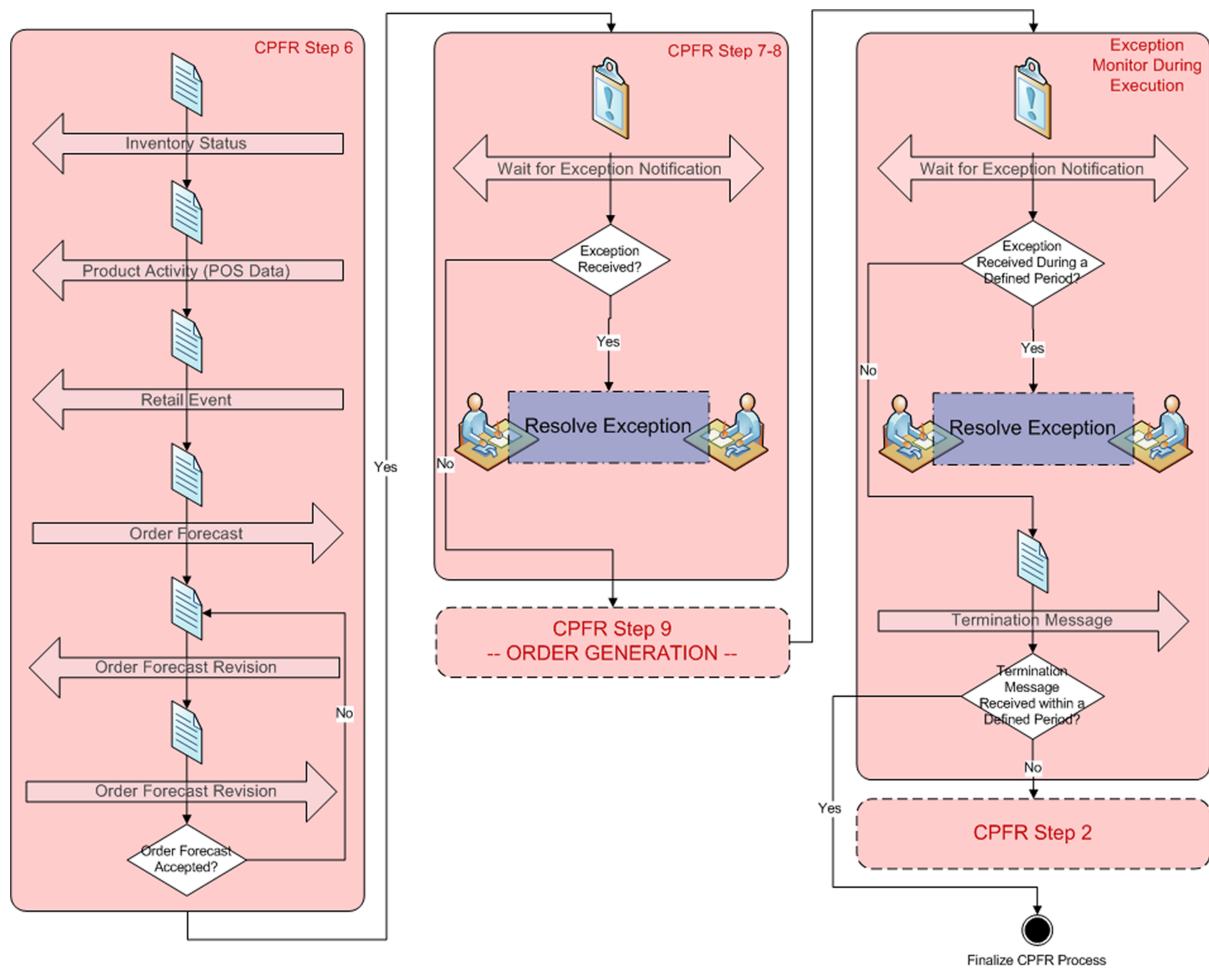 CPFR Step 6
Inventory Status
Product Activity (POS Data)
Retail Event
Order Forecast
Order Forecast Revision
No
Order Forecast Revision
Order Forecast
Accepted?
Yes
CPFR Step 7-8
Wait for Exception Notification
Exception
Received?
Yes
Resolve Exception
No
CPFR Step 9
-- ORDER GENERATION --
Exception
Monitor During
Execution
Wait for Exception Notification
Exception
Received During a
Defined Period?
Yes
No
Resolve Exception
Termination Message
Termination
Message
Received within a
Defined Period?
No
Yes
CPFR Step 2
Finalize CPFR Process